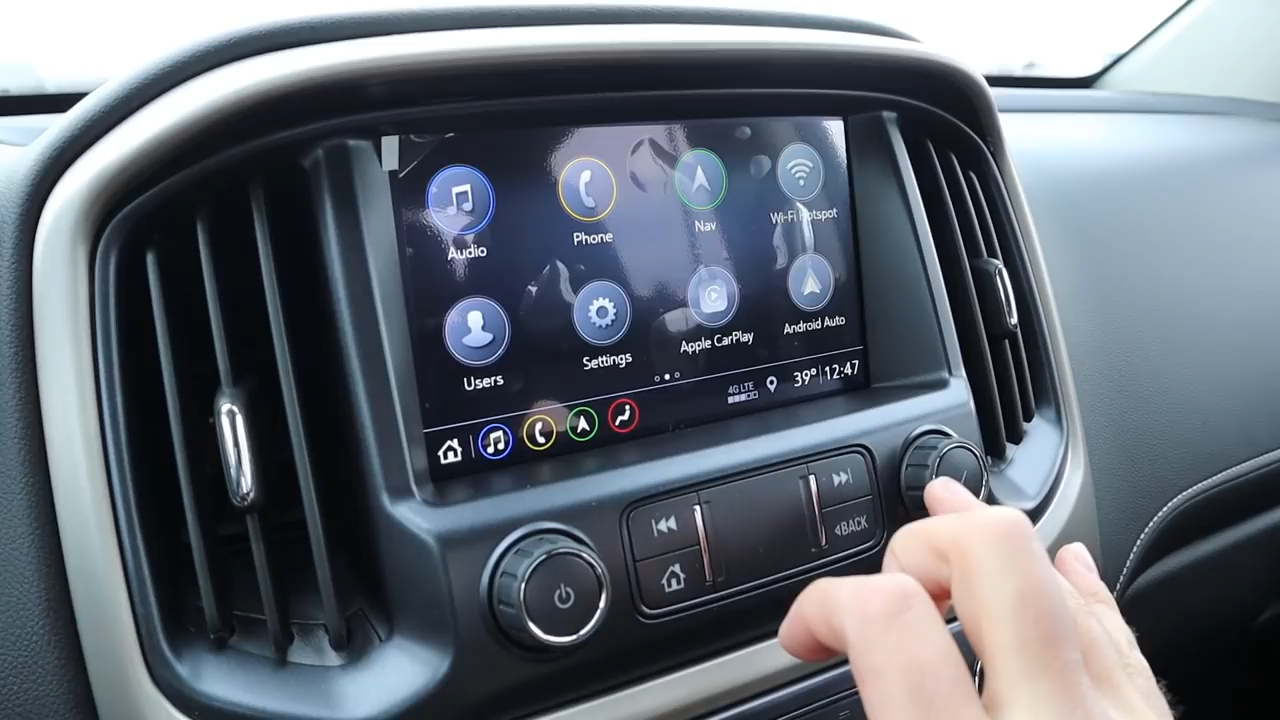 Audio
Phone
Nav
Wi-Fi Hotspot
Users
Settings
Apple CarPlay
Android Auto
4G LTE
39° 12:47
BACK